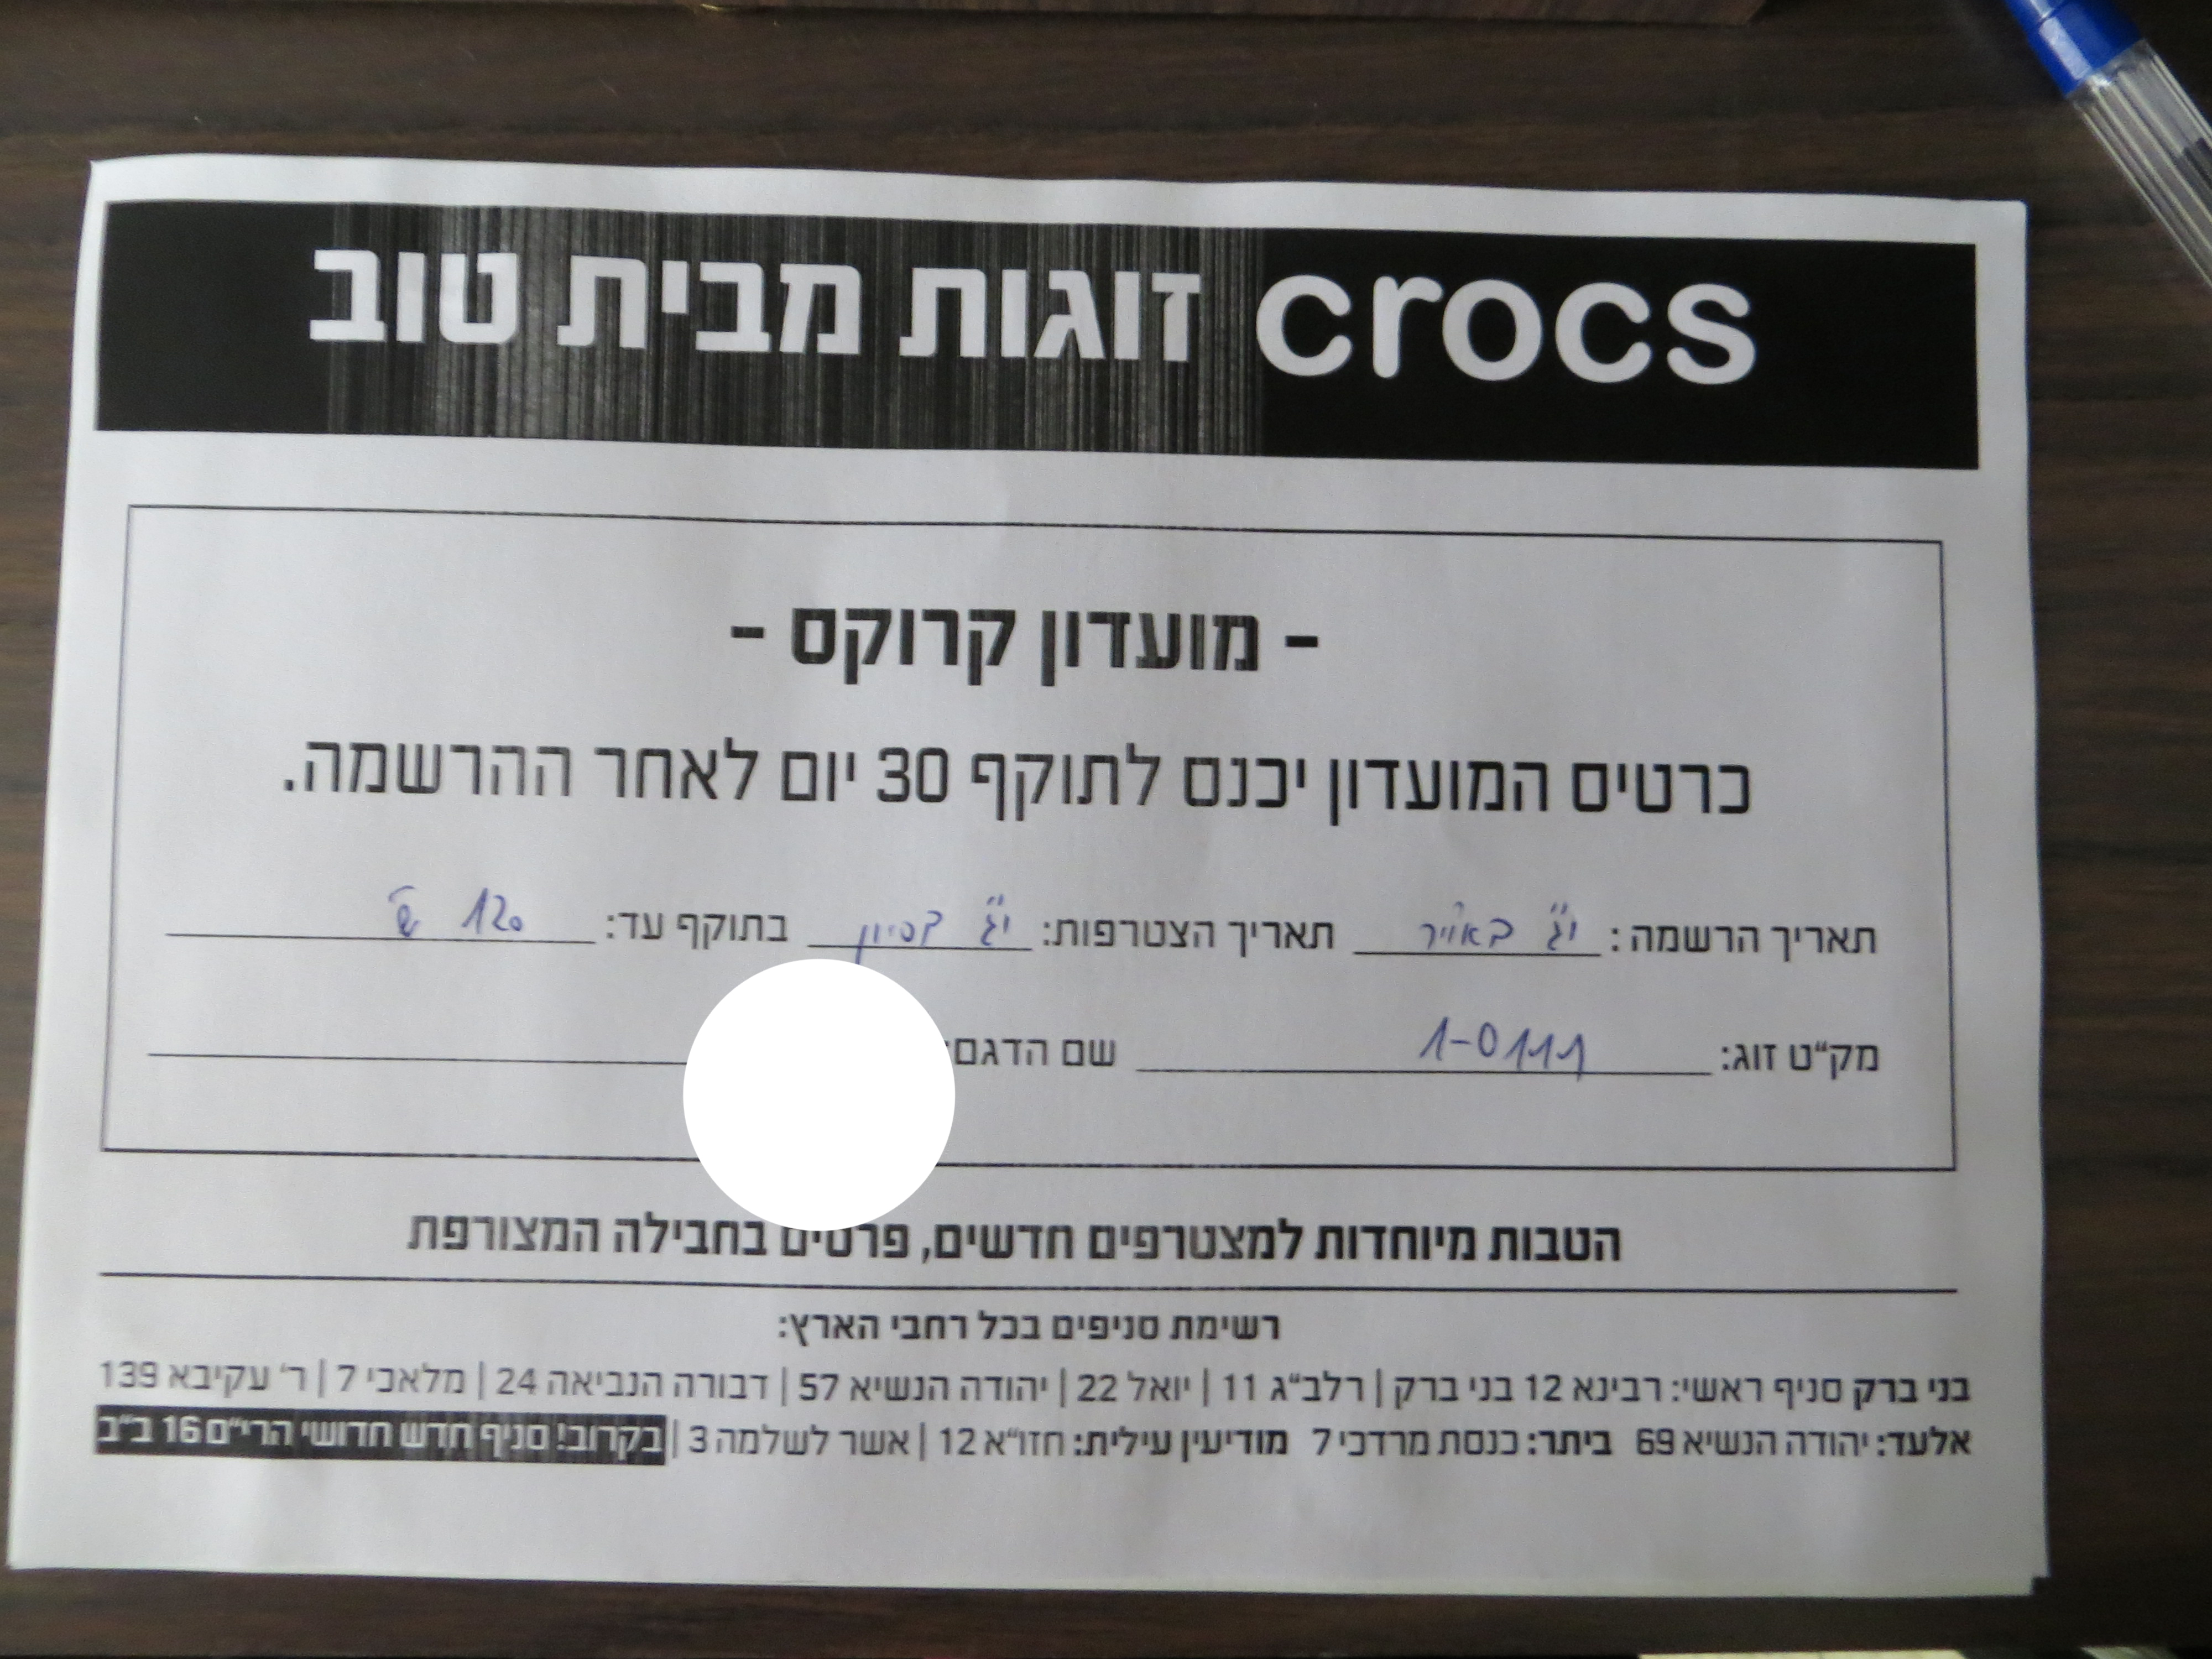 crocs זוגות מבית טוב
- מועדון קרוקס -
כרטיס המועדון יכנס לתוקף 30 יום לאחר ההרשמה.
תאריך הרשמה: י"ג באייר תאריך הצטרפות: י"ג בסיון בתוקף עד: 120 ש'
מק"ט זוג: 1-0111 שם הדגם:
הטבות מיוחדות למצטרפים חדשים, פרטים בחבילה המצורפת
רשימת סניפים בכל רחבי הארץ:
בני ברק סניף ראשי: רבינא 12 בני ברק | רלב"ג 11 | יואל 22 | יהודה הנשיא 57 | דבורה הנביאה 24 | מלאכי 7 | ר' עקיבא 139
אלעד: יהודה הנשיא 69 ביתר: כנסת מרדכי 7 מודיעין עילית: חזו"א 12 | אשר לשלמה 3 | בקרוב! סניף חדש חדושי הרי"ם 16 ב"ב